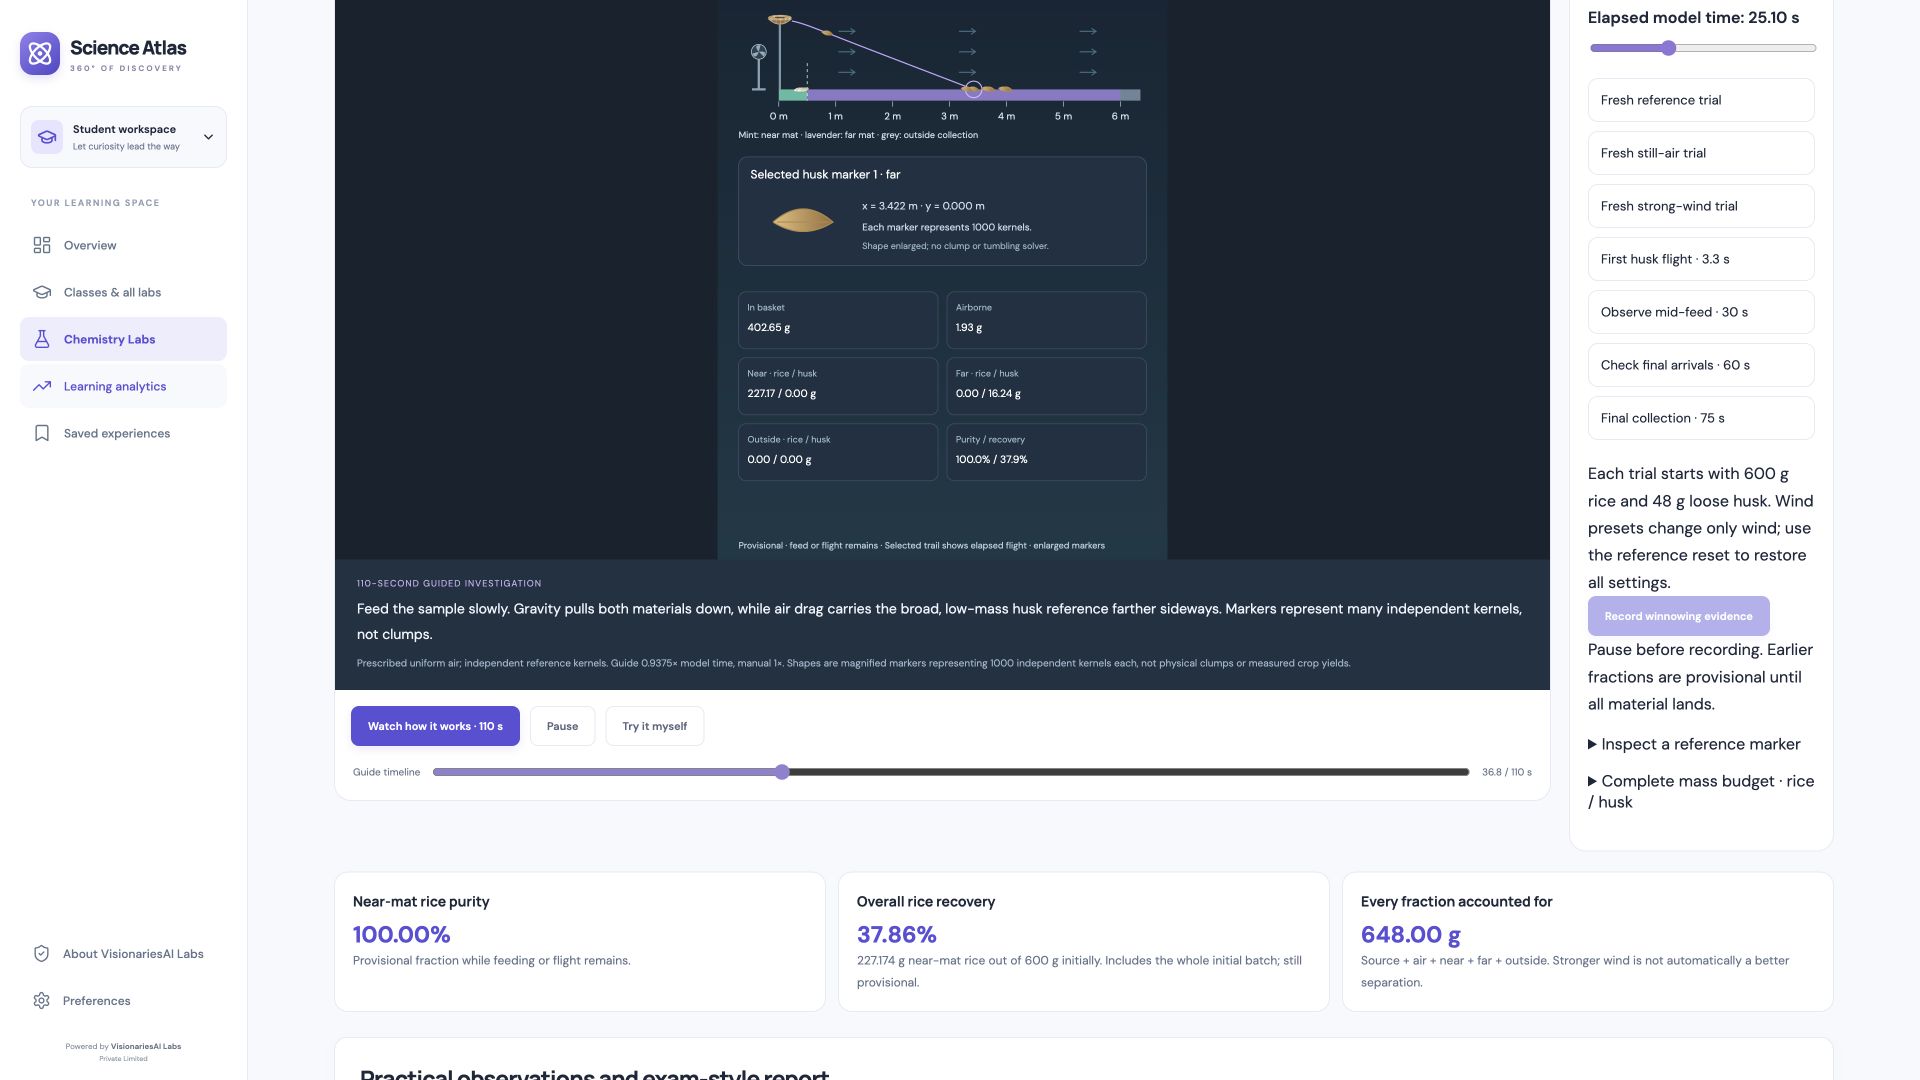 Science Atlas
360° OF DISCOVERY
Student workspace
Let curiosity lead the way
YOUR LEARNING SPACE
Overview
Classes & all labs
Chemistry Labs
Learning analytics
Saved experiences
About VisionariesAI Labs
Preferences
Powered by VisionariesAI Labs
Private Limited
0 m 1 m 2 m 3 m 4 m 5 m 6 m
Mint: near mat · lavender: far mat · grey: outside collection
Selected husk marker 1 · far
x = 3.422 m · y = 0.000 m
Each marker represents 1000 kernels.
Shape enlarged; no clump or tumbling solver.
In basket
402.65 g
Airborne
1.93 g
Near · rice / husk
227.17 / 0.00 g
Far · rice / husk
0.00 / 16.24 g
Outside · rice / husk
0.00 / 0.00 g
Purity / recovery
100.0% / 37.9%
Provisional · feed or flight remains · Selected trail shows elapsed flight · enlarged markers
110-SECOND GUIDED INVESTIGATION
Feed the sample slowly. Gravity pulls both materials down, while air drag carries the broad, low-mass husk reference farther sideways. Markers represent many independent kernels,
not clumps.
Prescribed uniform air; independent reference kernels. Guide 0.9375× model time, manual 1×. Shapes are magnified markers representing 1000 independent kernels each, not physical clumps or measured crop yields.
Watch how it works · 110 s
Pause
Try it myself
Guide timeline
36.8 / 110 s
Elapsed model time: 25.10 s
Fresh reference trial
Fresh still-air trial
Fresh strong-wind trial
First husk flight · 3.3 s
Observe mid-feed · 30 s
Check final arrivals · 60 s
Final collection · 75 s
Each trial starts with 600 g
rice and 48 g loose husk. Wind
presets change only wind; use
the reference reset to restore
all settings.
Record winnowing evidence
Pause before recording. Earlier
fractions are provisional until
all material lands.
Inspect a reference marker
Complete mass budget · rice
/ husk
Near-mat rice purity
100.00%
Provisional fraction while feeding or flight remains.
Overall rice recovery
37.86%
227.174 g near-mat rice out of 600 g initially. Includes the whole initial batch; still
provisional.
Every fraction accounted for
648.00 g
Source + air + near + far + outside. Stronger wind is not automatically a better
separation.
Practical observations and exam-style report